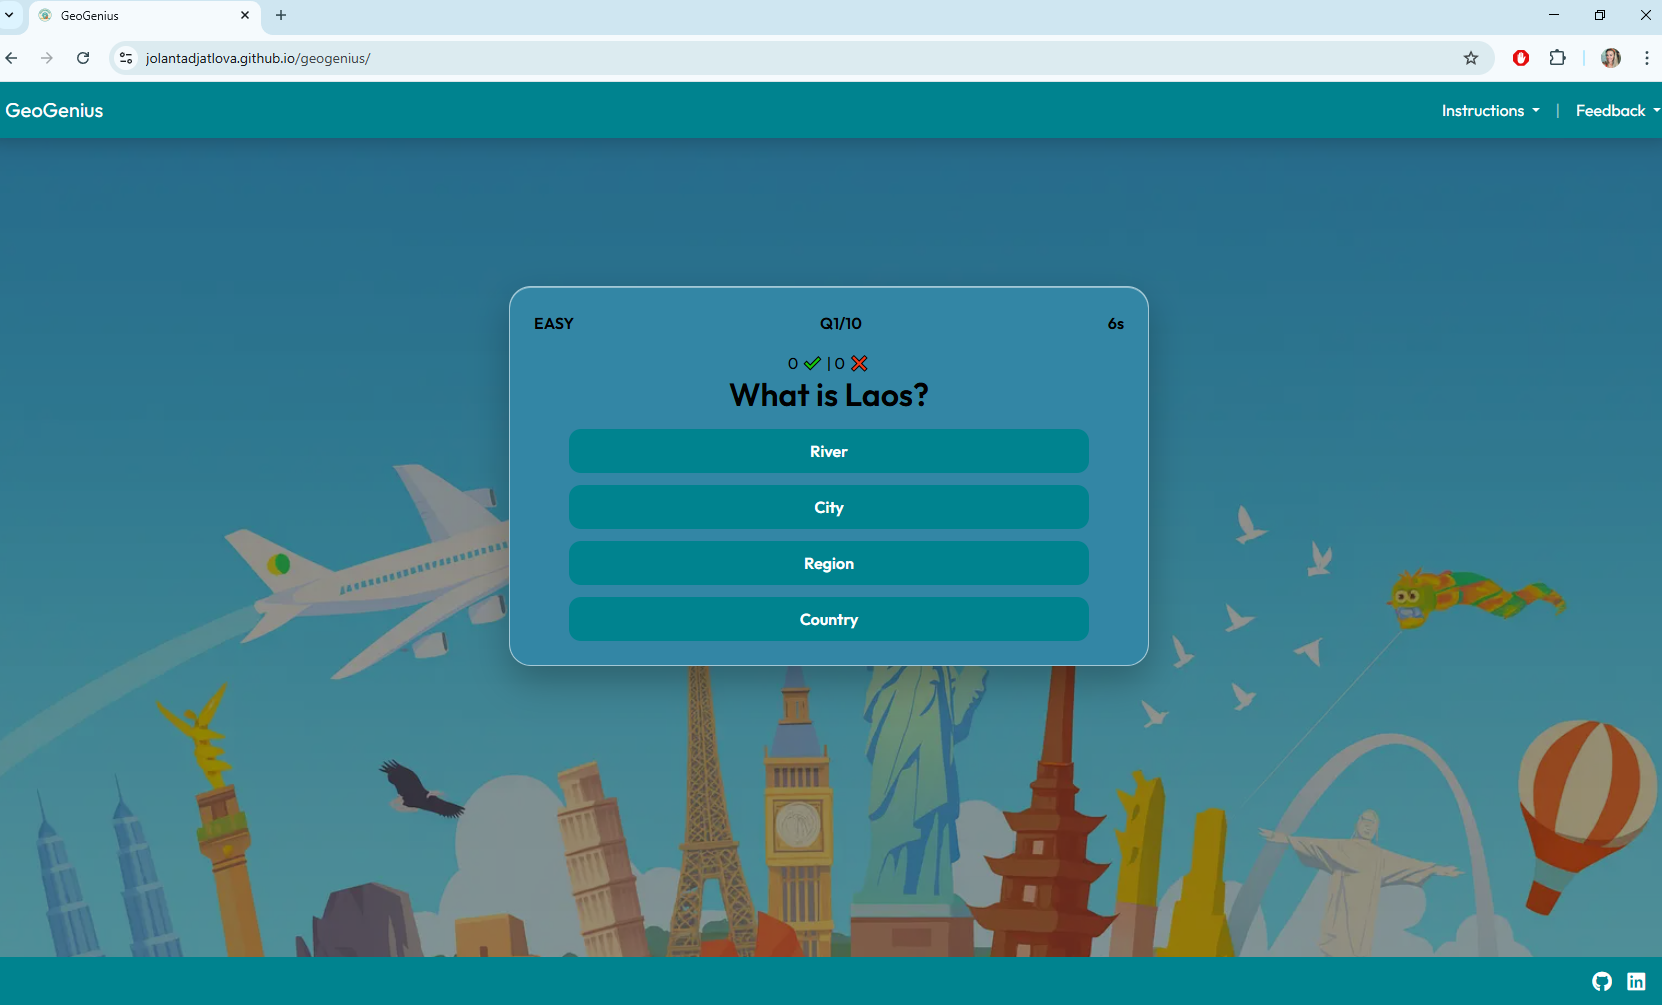 GeoGenius
jolantadjatlova.github.io/geogenius/
GeoGenius
Instructions | Feedback
EASY Q1/10 6s
0 ✔ | 0 ❌
What is Laos?
River
City
Region
Country
in